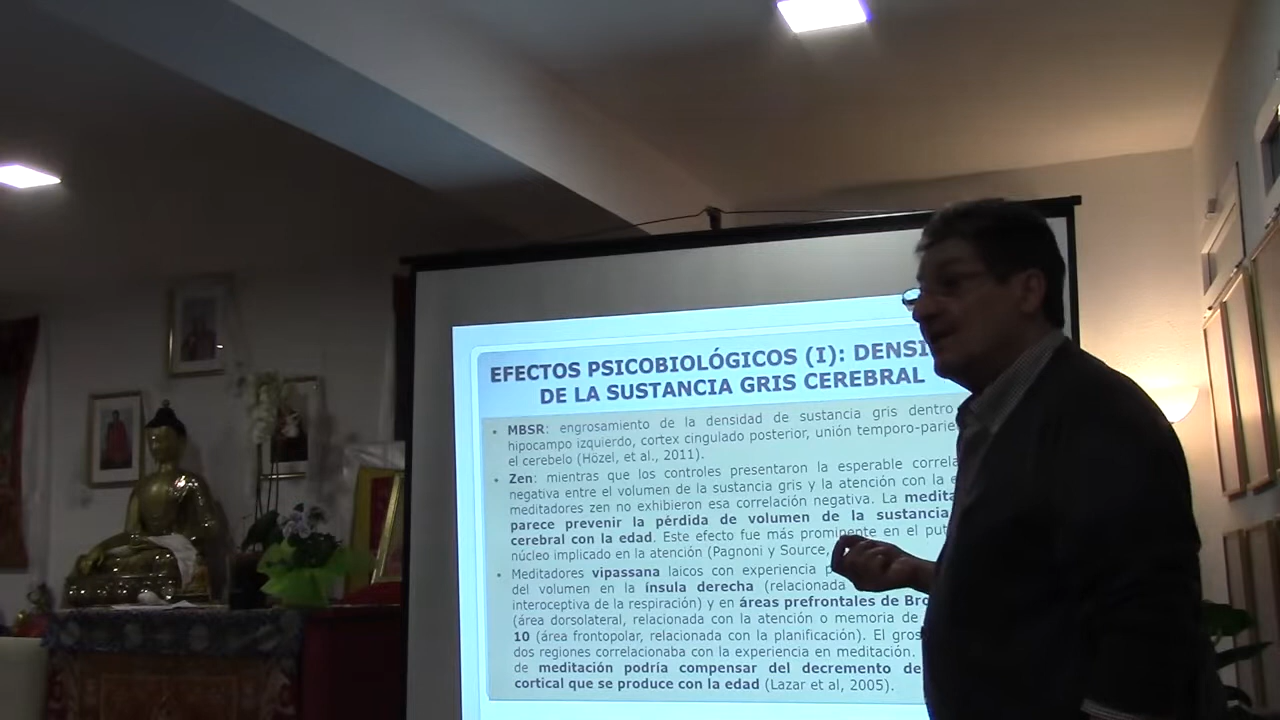 EFECTOS PSICOBIOLÓGICOS (I): DENSI
DE LA SUSTANCIA GRIS CEREBRAL
• MBSR: engrosamiento de la densidad de sustancia gris dentro
hipocampo izquierdo, cortex cingulado posterior, unión temporo-parie
el cerebelo (Hözel, et al., 2011).
• Zen: mientras que los controles presentaron la esperable correla
negativa entre el volumen de la sustancia gris y la atención con la e
meditadores zen no exhibieron esa correlación negativa. La medita
parece prevenir la pérdida de volumen de la sustancia
cerebral con la edad. Este efecto fue más prominente en el put
núcleo implicado en la atención (Pagnoni y Source,
• Meditadores vipassana laicos con experiencia p
del volumen en la ínsula derecha (relacionada
interoceptiva de la respiración) y en áreas prefrontales de Bro
(área dorsolateral, relacionada con la atención o memoria de
10 (área frontopolar, relacionada con la planificación). El gros
dos regiones correlacionaba con la experiencia en meditación.
de meditación podría compensar del decremento de
cortical que se produce con la edad (Lazar et al, 2005).